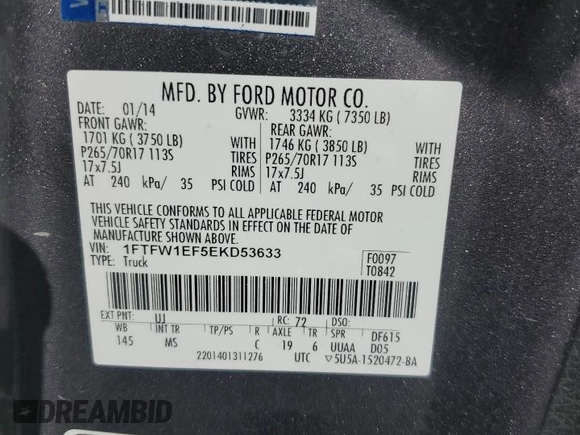 MFD. BY FORD MOTOR CO.
DATE: 01/14 GVWR: 3334 KG ( 7350 LB)
FRONT GAWR: REAR GAWR:
1701 KG ( 3750 LB) WITH 1746 KG ( 3850 LB) WITH
P265/70R17 113S TIRES P265/70R17 113S TIRES
17x7.5J RIMS 17x7.5J RIMS
AT 240 kPa/ 35 PSI COLD AT 240 kPa/ 35 PSI COLD
THIS VEHICLE CONFORMS TO ALL APPLICABLE FEDERAL MOTOR
VEHICLE SAFETY STANDARDS IN EFFECT ON THE DATE OF
MANUFACTURE SHOWN ABOVE.
VIN: 1FTFW1EF5EKD53633 F0097
TYPE: Truck T0842
EXT PNT: UJ RC: 72 DSO:
WB INT TR TP/PS R AXLE TR SPR DF615
145 MS C 19 6 UUAA D05
2201401311276 UTC 5U5A-1520472-BA
DREAMBID